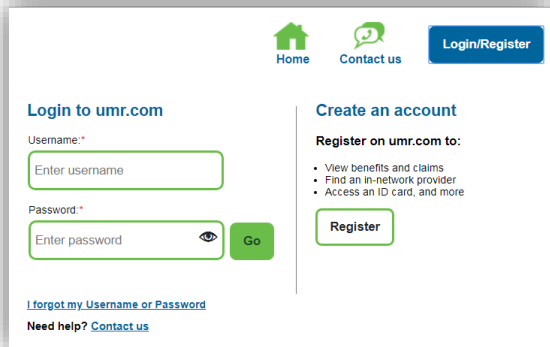 Home
Contact us
Login/Register
Login to umr.com
Username:*
Enter username
Password:*
Enter password
Go
I forgot my Username or Password
Need help? Contact us
Create an account
Register on umr.com to:
• View benefits and claims
• Find an in-network provider
• Access an ID card, and more
Register